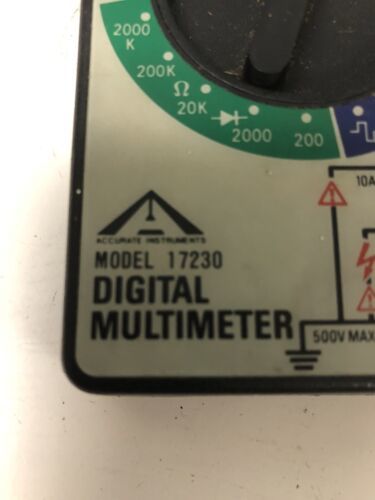 2000
K
200K
Ω
20K
2000
200
10A
ACCURATE INSTRUMENTS
MODEL 17230
DIGITAL
MULTIMETER
500V MAX